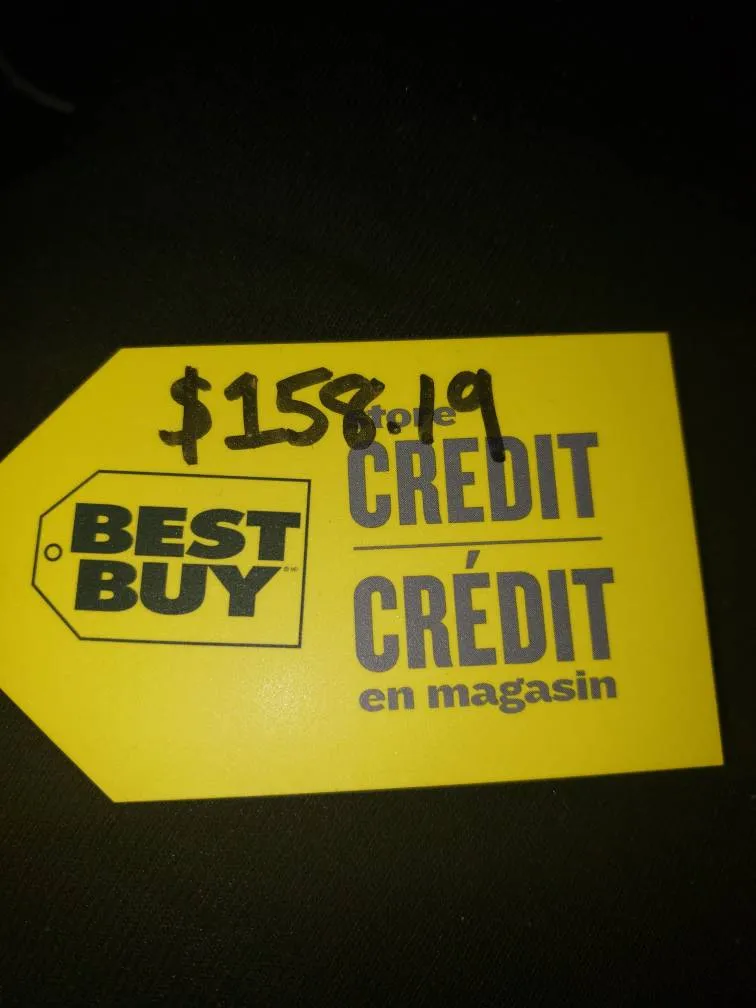 $158.19
store
CREDIT
CRÉDIT
en magasin
BEST
BUY